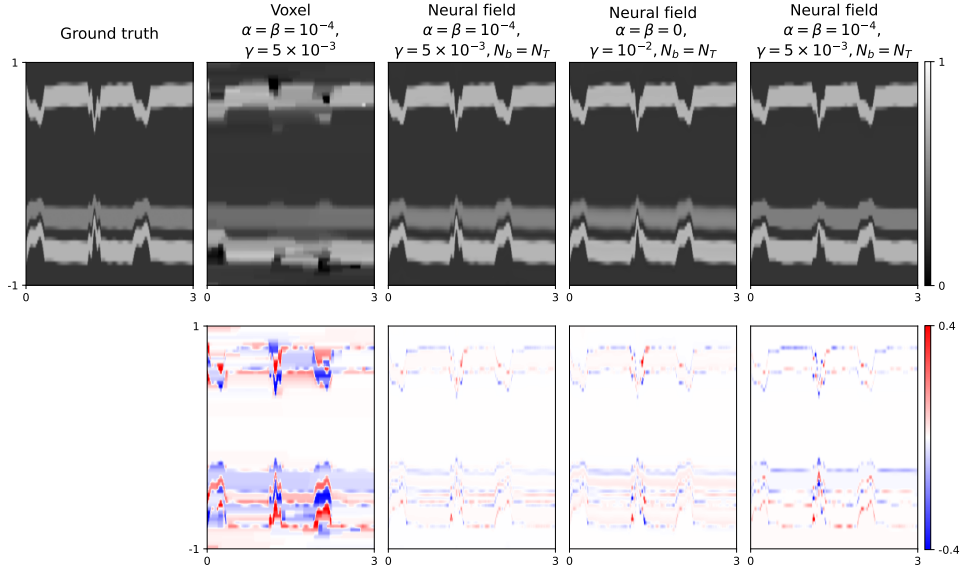 Ground truth
Voxel
α = β = 10⁻⁴,
γ = 5 × 10⁻³
Neural field
α = β = 10⁻⁴,
γ = 5 × 10⁻³, N_b = N_T
Neural field
α = β = 0,
γ = 10⁻², N_b = N_T
Neural field
α = β = 10⁻⁴,
γ = 5 × 10⁻³, N_b = N_T
1
-1
0
3
0
3
0
3
0
3
0
3
1
0
1
-1
0
3
0
3
0
3
0
3
0.4
-0.4